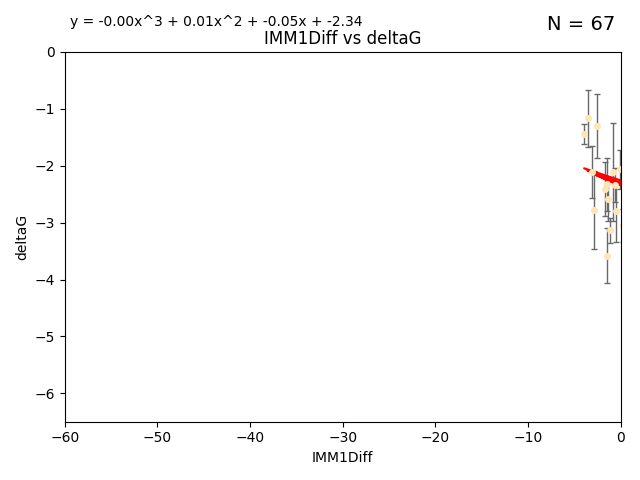 y = -0.00x^3 + 0.01x^2 + -0.05x + -2.34
N = 67
IMM1Diff vs deltaG
deltaG
0
−1
−2
−3
−4
−5
−6
−60
−50
−40
−30
−20
−10
0
IMM1Diff